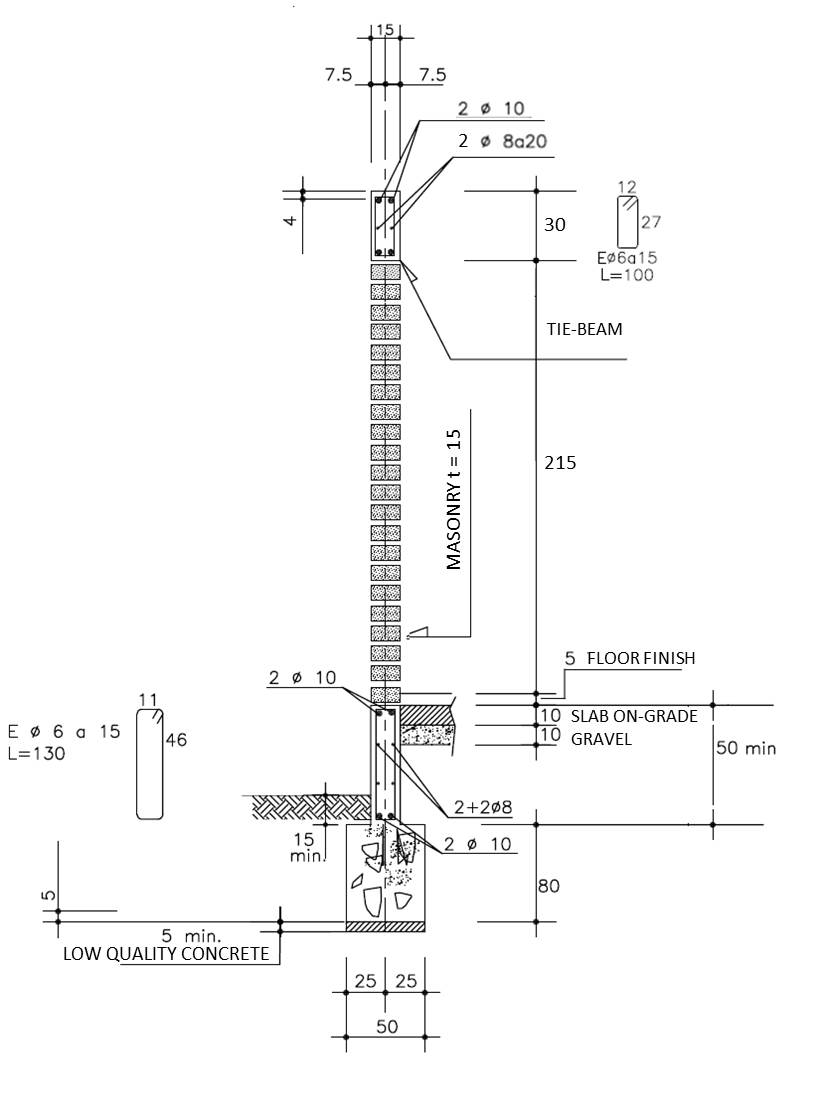 15
7.5
7.5
2 ø 10
2 ø 8a20
4
30
12
27
Eø6a15
L=100
TIE-BEAM
MASONRY t = 15
215
5 FLOOR FINISH
2 ø 10
10 SLAB ON-GRADE
10 GRAVEL
50 min
11
46
E ø 6 a 15
L=130
2+2ø8
15
min.
2 ø 10
80
5
5 min.
LOW QUALITY CONCRETE
25
25
50